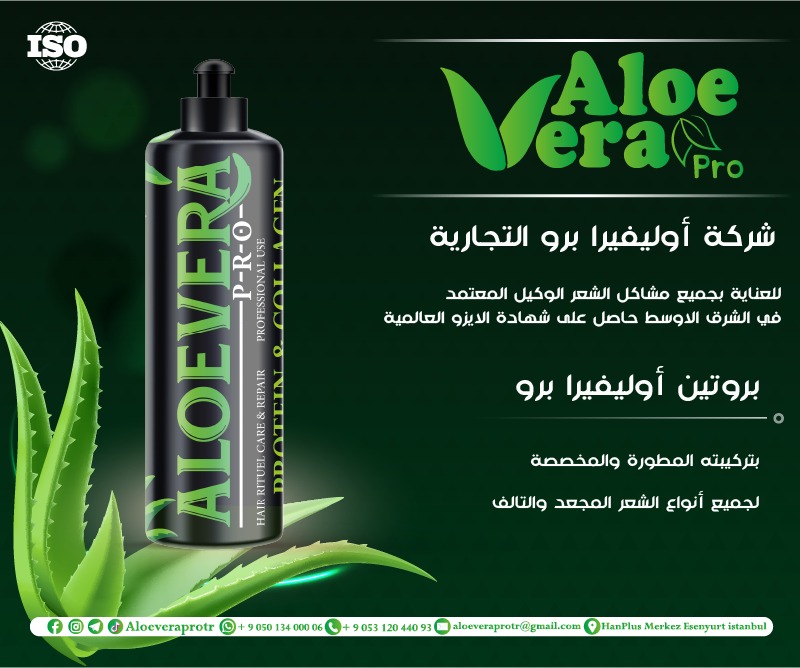 ISO
Aloe
Vera
Pro
شركة أوليفيرا برو التجارية
للعناية بجميع مشاكل الشعر الوكيل المعتمد
في الشرق الاوسط حاصل على شهادة الايزو العالمية
بروتين أوليفيرا برو
بتركيبته المطورة والمخصصة
لجميع أنواع الشعر المجعد والتالف
ALOEVERA
P-R-O-
HAIR RITUEL CARE & REPAIR PROFESSIONAL USE
PROTEIN & COLLAGEN
Aloeveraprotr + 9 050 134 000 06 + 9 053 120 440 93 aloeveraprotr@gmail.com HanPlus Merkez Esenyurt istanbul